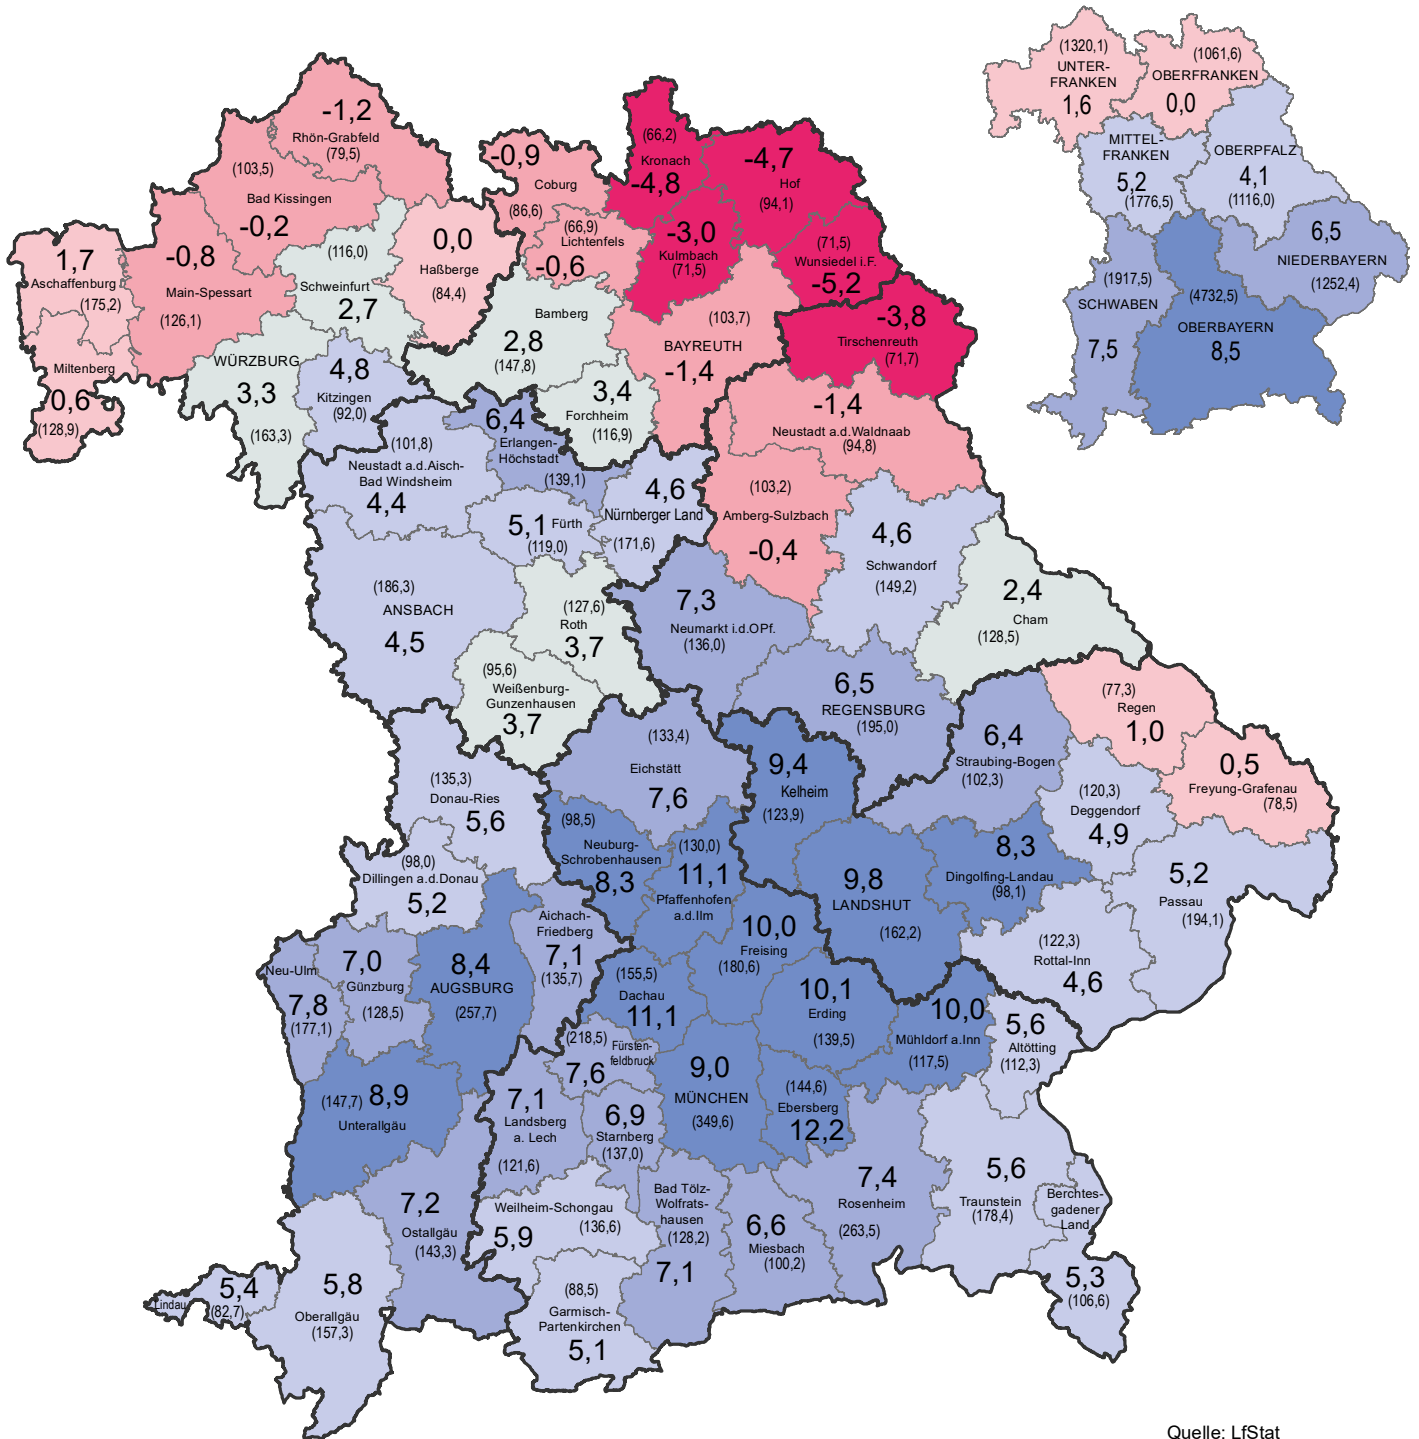 (1320,1)
UNTER-
FRANKEN
1,6
(1061,6)
OBERFRANKEN
0,0
MITTEL-
FRANKEN
5,2
(1776,5)
OBERPFALZ
4,1
(1116,0)
6,5
NIEDERBAYERN
(1252,4)
(1917,5)
SCHWABEN
7,5
(4732,5)
OBERBAYERN
8,5
-1,2
Rhön-Grabfeld
(79,5)
(103,5)
Bad Kissingen
-0,2
-0,9
Coburg
(86,6)
(66,2)
Kronach
-4,8
-4,7
Hof
(94,1)
(66,9)
Lichtenfels
-0,6
-3,0
Kulmbach
(71,5)
(71,5)
Wunsiedel i.F.
-5,2
1,7
Aschaffenburg
(175,2)
-0,8
Main-Spessart
(126,1)
(116,0)
Schweinfurt
2,7
0,0
Haßberge
(84,4)
Miltenberg
0,6
(128,9)
WÜRZBURG
3,3
(163,3)
4,8
Kitzingen
(92,0)
Bamberg
2,8
(147,8)
3,4
Forchheim
(116,9)
(103,7)
BAYREUTH
-1,4
-3,8
Tirschenreuth
(71,7)
-1,4
Neustadt a.d.Waldnaab
(94,8)
(101,8)
Neustadt a.d.Aisch-
Bad Windsheim
4,4
6,4
Erlangen-
Höchstadt
(139,1)
5,1 Fürth
(119,0)
4,6
Nürnberger Land
(171,6)
(103,2)
Amberg-Sulzbach
-0,4
4,6
Schwandorf
(149,2)
(186,3)
ANSBACH
4,5
(127,6)
Roth
3,7
(95,6)
Weißenburg-
Gunzenhausen
3,7
7,3
Neumarkt i.d.OPf.
(136,0)
2,4
Cham
(128,5)
6,5
REGENSBURG
(195,0)
(77,3)
Regen
1,0
0,5
Freyung-Grafenau
(78,5)
6,4
Straubing-Bogen
(102,3)
(120,3)
Deggendorf
4,9
5,2
Passau
(194,1)
(133,4)
Eichstätt
7,6
9,4
Kelheim
(123,9)
(135,3)
Donau-Ries
5,6
(98,5)
Neuburg-
Schrobenhausen
8,3
(130,0)
11,1
Pfaffenhofen
a.d.Ilm
9,8
LANDSHUT
(162,2)
8,3
Dingolfing-Landau
(98,1)
(122,3)
Rottal-Inn
4,6
(98,0)
Dillingen a.d.Donau
5,2
Aichach-
Friedberg
7,1
(135,7)
8,4
AUGSBURG
(257,7)
7,0
Günzburg
(128,5)
Neu-Ulm
7,8
(177,1)
10,0
Freising
(180,6)
(155,5)
Dachau
11,1
10,1
Erding
(139,5)
10,0
Mühldorf a.Inn
(117,5)
5,6
Altötting
(112,3)
(218,5)
Fürsten-
feldbruck
7,6
9,0
MÜNCHEN
(349,6)
(144,6)
Ebersberg
12,2
(147,7) 8,9
Unterallgäu
7,1
Landsberg
a. Lech
(121,6)
6,9
Starnberg
(137,0)
7,4
Rosenheim
(263,5)
5,6
Traunstein
(178,4)
Berchtes-
gadener
Land
5,3
(106,6)
7,2
Ostallgäu
(143,3)
Weilheim-Schongau
(136,6)
5,9
Bad Tölz-
Wolfrats-
hausen
(128,2)
7,1
6,6
Miesbach
(100,2)
Lindau
5,4
(82,7)
5,8
Oberallgäu
(157,3)
(88,5)
Garmisch-
Partenkirchen
5,1
Quelle: LfStat